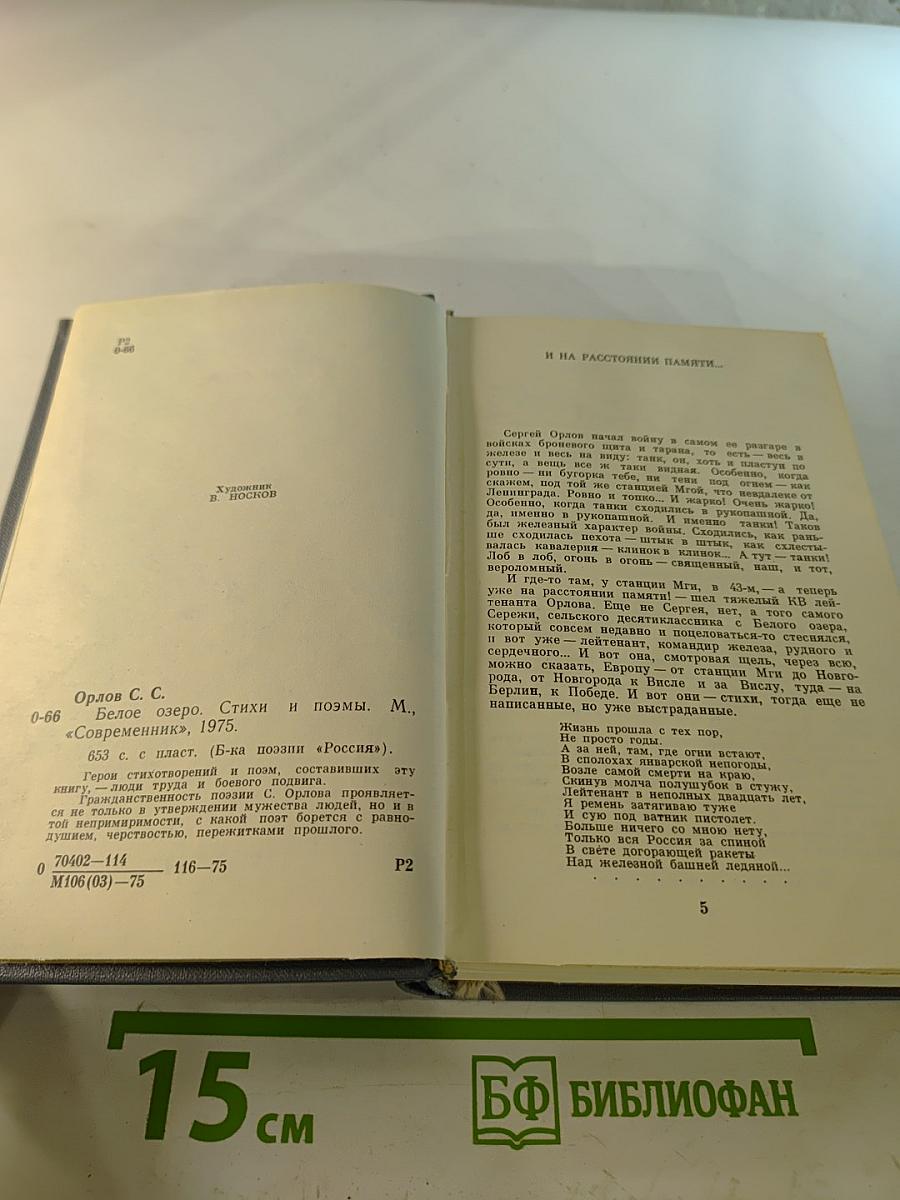 Р2
0-66
Художник
В. НОСКОВ
Орлов С. С.
0-66 Белое озеро. Стихи и поэмы. М.,
«Современник», 1975.
653 с. с пласт. (Б-ка поэзии «Россия»).
Герои стихотворений и поэм, составивших эту
книгу,— люди труда и боевого подвига.
Гражданственность поэзии С. Орлова проявляет-
ся не только в утверждении мужества людей, но и в
той непримиримости, с какой поэт борется с равно-
душием, черствостью, пережитками прошлого.
0 70402—114 116—75 Р2
М106(03)—75
И НА РАССТОЯНИИ ПАМЯТИ...
Сергей Орлов начал войну в самом ее разгаре в
войсках броневого щита и тарана, то есть — весь в
железе и весь на виду: танк, он, хоть и пластун по
сути, а вещь все ж таки видная. Особенно, когда
ровно — ни бугорка тебе, ни тени под огнем — как
скажем, под той же станцией Мгой, что невдалеке от
Ленинграда. Ровно и топко... И жарко! Очень жарко!
Особенно, когда танки сходились в рукопашной. Да,
да, именно в рукопашной. И именно танки! Таков
был железный характер войны. Сходились, как рань-
ше сходилась пехота — штык в штык, как схлесты-
валась кавалерия — клинок в клинок... А тут — танки!
Лоб в лоб, огонь в огонь — священный, наш, и тот,
вероломный.
И где-то там, у станции Мги, в 43-м,— а теперь
уже на расстоянии памяти! — шел тяжелый КВ лей-
тенанта Орлова. Еще не Сергея, нет, а того самого
Сережи, сельского десятиклассника с Белого озера,
который совсем недавно и поцеловаться-то стеснялся,
и вот уже — лейтенант, командир железа, рудного и
сердечного... И вот она, смотровая щель, через всю,
можно сказать, Европу — от станции Мги до Новго-
рода, от Новгорода к Висле и за Вислу, туда — на
Берлин, к Победе. И вот они — стихи, тогда еще не
написанные, но уже выстраданные.
Жизнь прошла с тех пор,
Не просто годы.
А за ней, там, где огни встают,
В сполохах январской непогоды,
Возле самой смерти на краю,
Скинув молча полушубок в стужу,
Лейтенант в неполных двадцать лет,
Я ремень затягиваю туже
И сую под ватник пистолет.
Больше ничего со мною нету,
Только вся Россия за спиной
В свете догорающей ракеты
Над железной башней ледяной...
. . . . . . . . . .
5
15 см
БФ БИБЛИОФАН